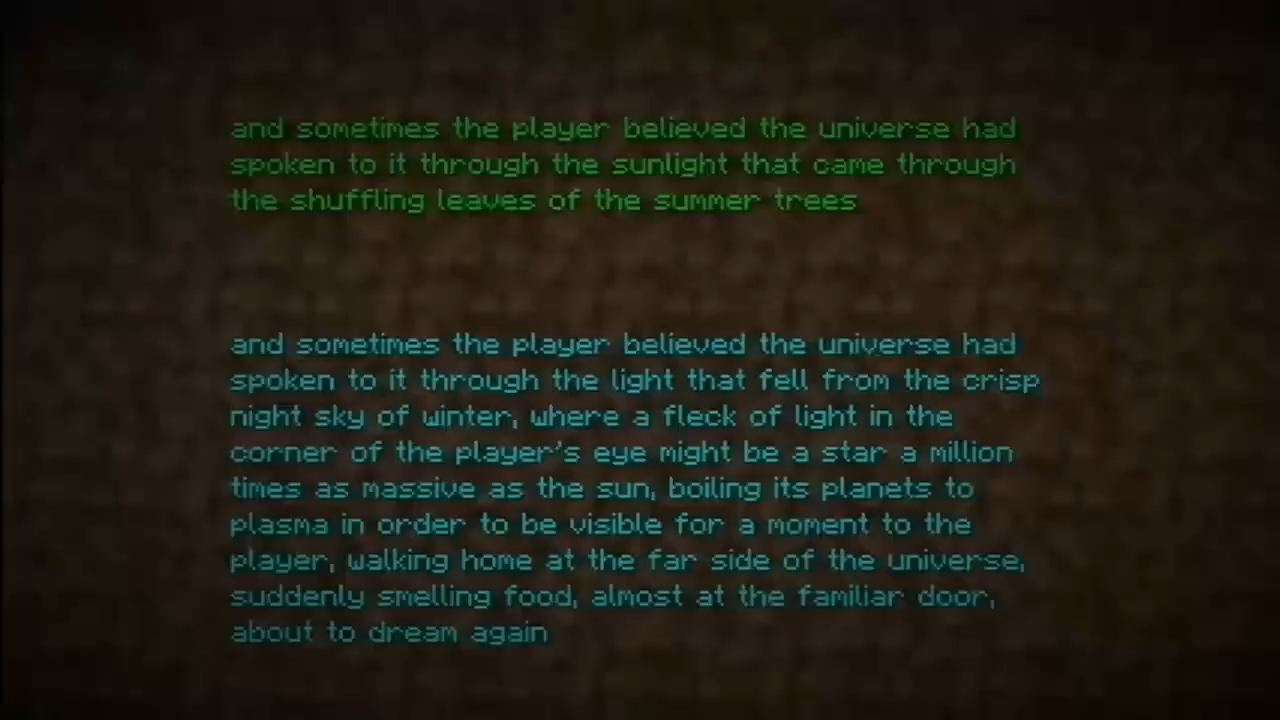 and sometimes the player believed the universe had
spoken to it through the sunlight that came through
the shuffling leaves of the summer trees
and sometimes the player believed the universe had
spoken to it through the light that fell from the crisp
night sky of winter, where a fleck of light in the
corner of the player's eye might be a star a million
times as massive as the sun, boiling its planets to
plasma in order to be visible for a moment to the
player, walking home at the far side of the universe,
suddenly smelling food, almost at the familiar door,
about to dream again